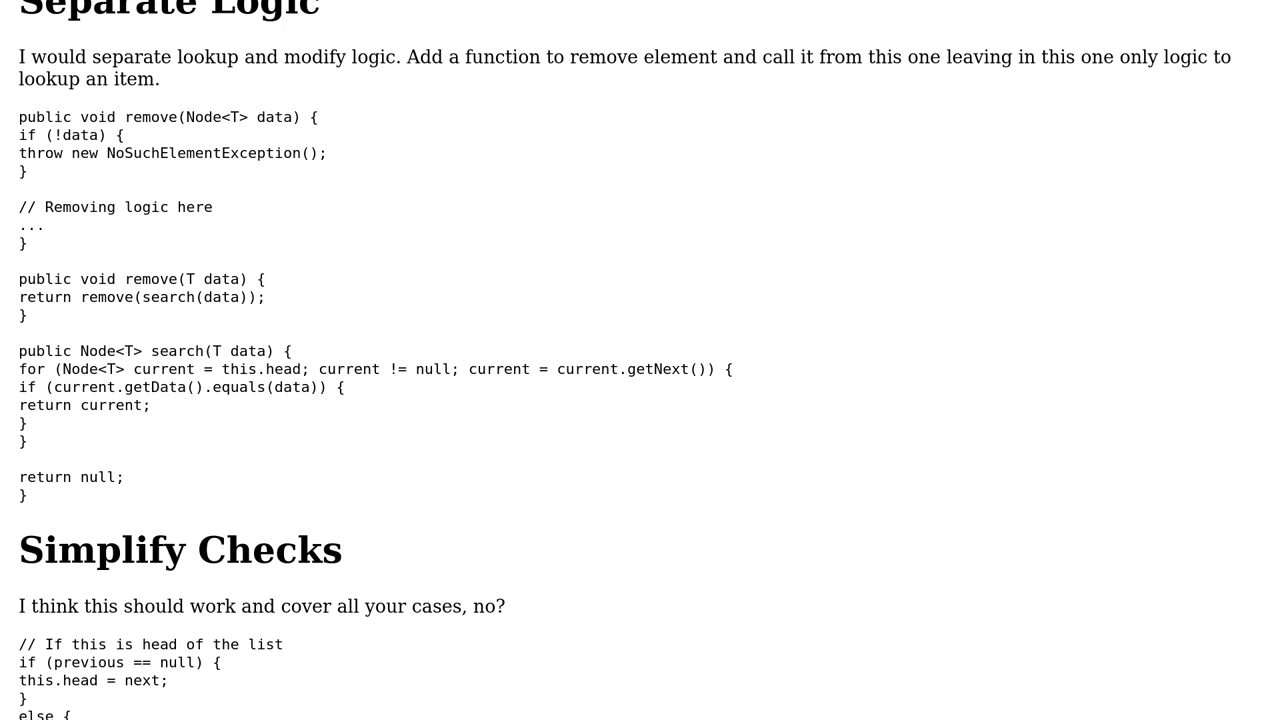 Separate Logic
I would separate lookup and modify logic. Add a function to remove element and call it from this one leaving in this one only logic to
lookup an item.
public void remove(Node<T> data) {
if (!data) {
throw new NoSuchElementException();
}
// Removing logic here
...
}
public void remove(T data) {
return remove(search(data));
}
public Node<T> search(T data) {
for (Node<T> current = this.head; current != null; current = current.getNext()) {
if (current.getData().equals(data)) {
return current;
}
}
return null;
}
Simplify Checks
I think this should work and cover all your cases, no?
// If this is head of the list
if (previous == null) {
this.head = next;
}
else {